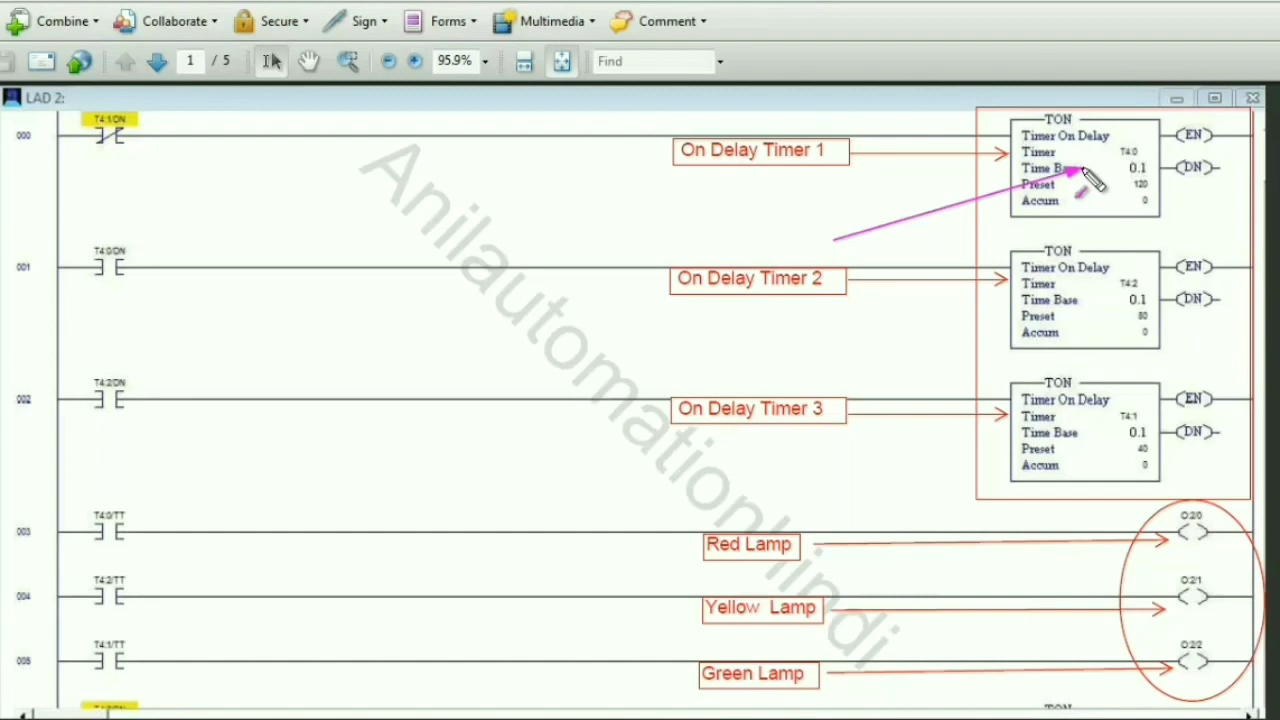 Combine Collaborate Secure Sign Forms Multimedia Comment
1 / 5 95.9% Find
LAD 2:
T4:1/DN
000
On Delay Timer 1
TON
Timer On Delay
Timer T4:0
Time Base 0.1
Preset 120
Accum 0
EN
DN
T4:0/DN
001
On Delay Timer 2
TON
Timer On Delay
Timer T4:2
Time Base 0.1
Preset 80
Accum 0
EN
DN
T4:2/DN
002
On Delay Timer 3
TON
Timer On Delay
Timer T4:1
Time Base 0.1
Preset 40
Accum 0
EN
DN
T4:0/TT
003
Red Lamp
O:2/0
T4:2/TT
004
Yellow Lamp
O:2/1
T4:1/TT
005
Green Lamp
O:2/2
TON
AnilautomationHindi